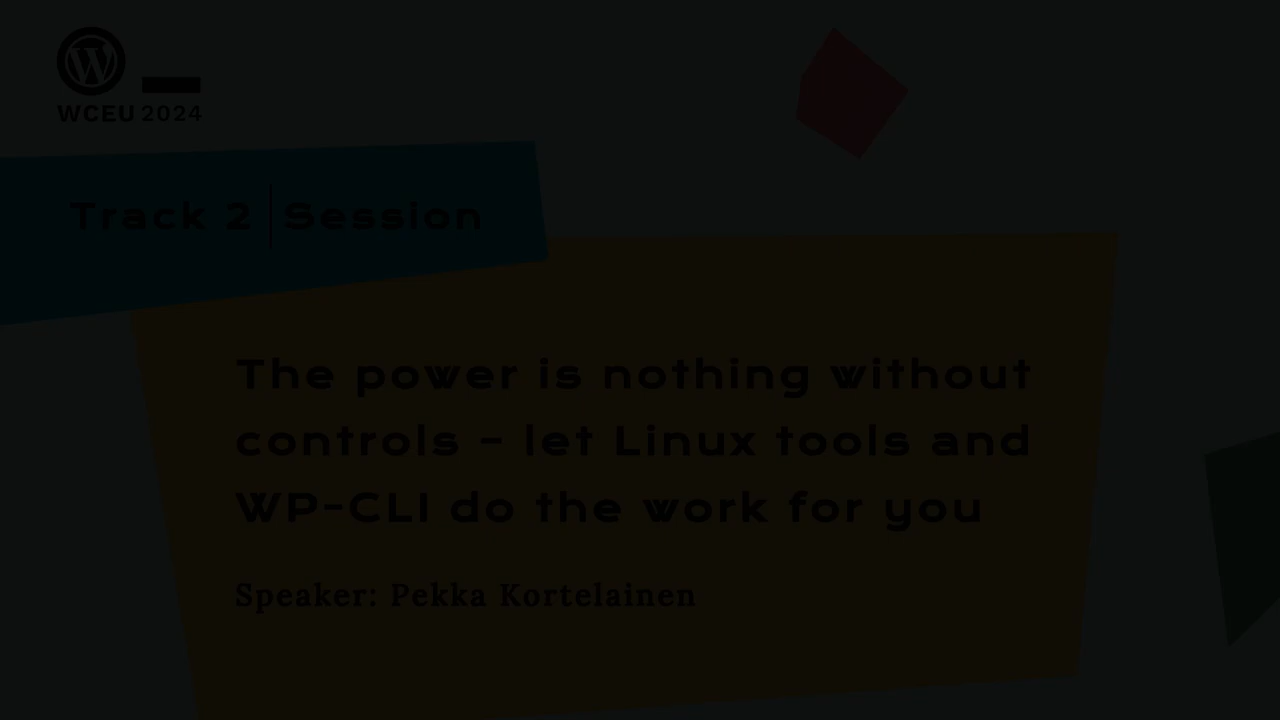 WCEU 2024
Track 2 Session
The power is nothing without
controls - let Linux tools and
WP-CLI do the work for you
Speaker: Pekka Kortelainen